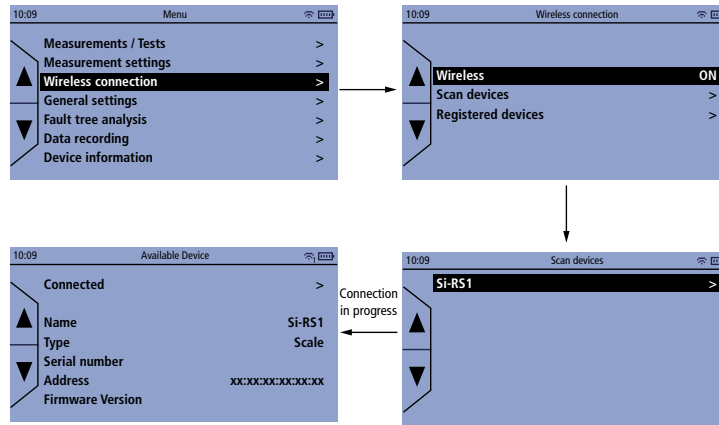 10:09 Menu
Measurements / Tests >
Measurement settings >
Wireless connection >
General settings >
Fault tree analysis >
Data recording >
Device information >
10:09 Wireless connection
Wireless ON
Scan devices >
Registered devices >
10:09 Available Device
Connected >
Name Si-RS1
Type Scale
Serial number
Address xx:xx:xx:xx:xx:xx
Firmware Version
Connection
in progress
10:09 Scan devices
Si-RS1 >